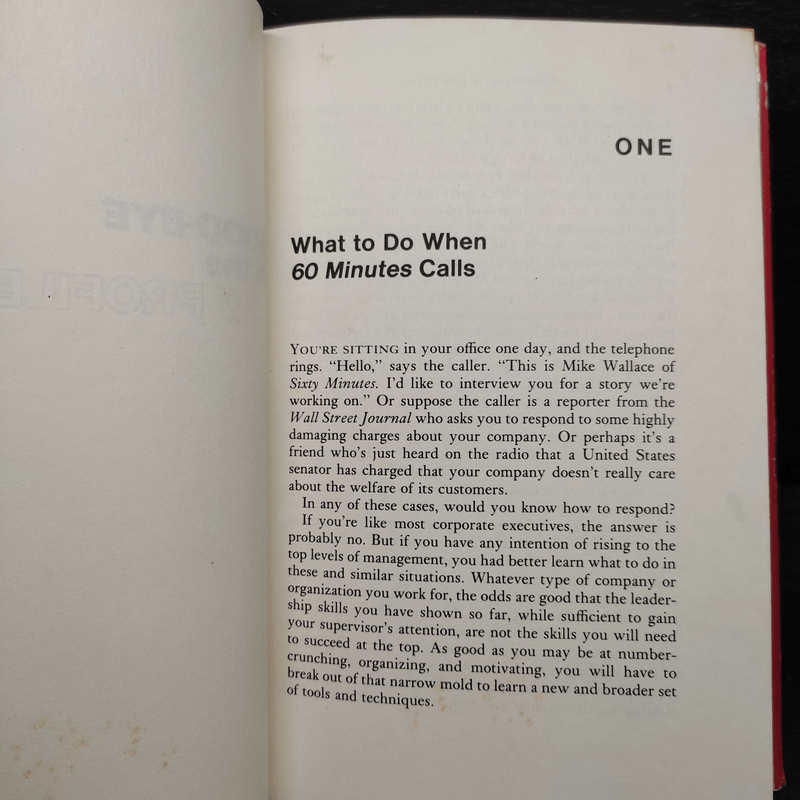 ONE
What to Do When
60 Minutes Calls
YOU'RE SITTING in your office one day, and the telephone
rings. “Hello,” says the caller. “This is Mike Wallace of
Sixty Minutes. I'd like to interview you for a story we're
working on.” Or suppose the caller is a reporter from the
Wall Street Journal who asks you to respond to some highly
damaging charges about your company. Or perhaps it's a
friend who's just heard on the radio that a United States
senator has charged that your company doesn't really care
about the welfare of its customers.
In any of these cases, would you know how to respond?
If you're like most corporate executives, the answer is
probably no. But if you have any intention of rising to the
top levels of management, you had better learn what to do in
these and similar situations. Whatever type of company or
organization you work for, the odds are good that the leader-
ship skills you have shown so far, while sufficient to gain
your supervisor's attention, are not the skills you will need
to succeed at the top. As good as you may be at number-
crunching, organizing, and motivating, you will have to
break out of that narrow mold to learn a new and broader set
of tools and techniques.